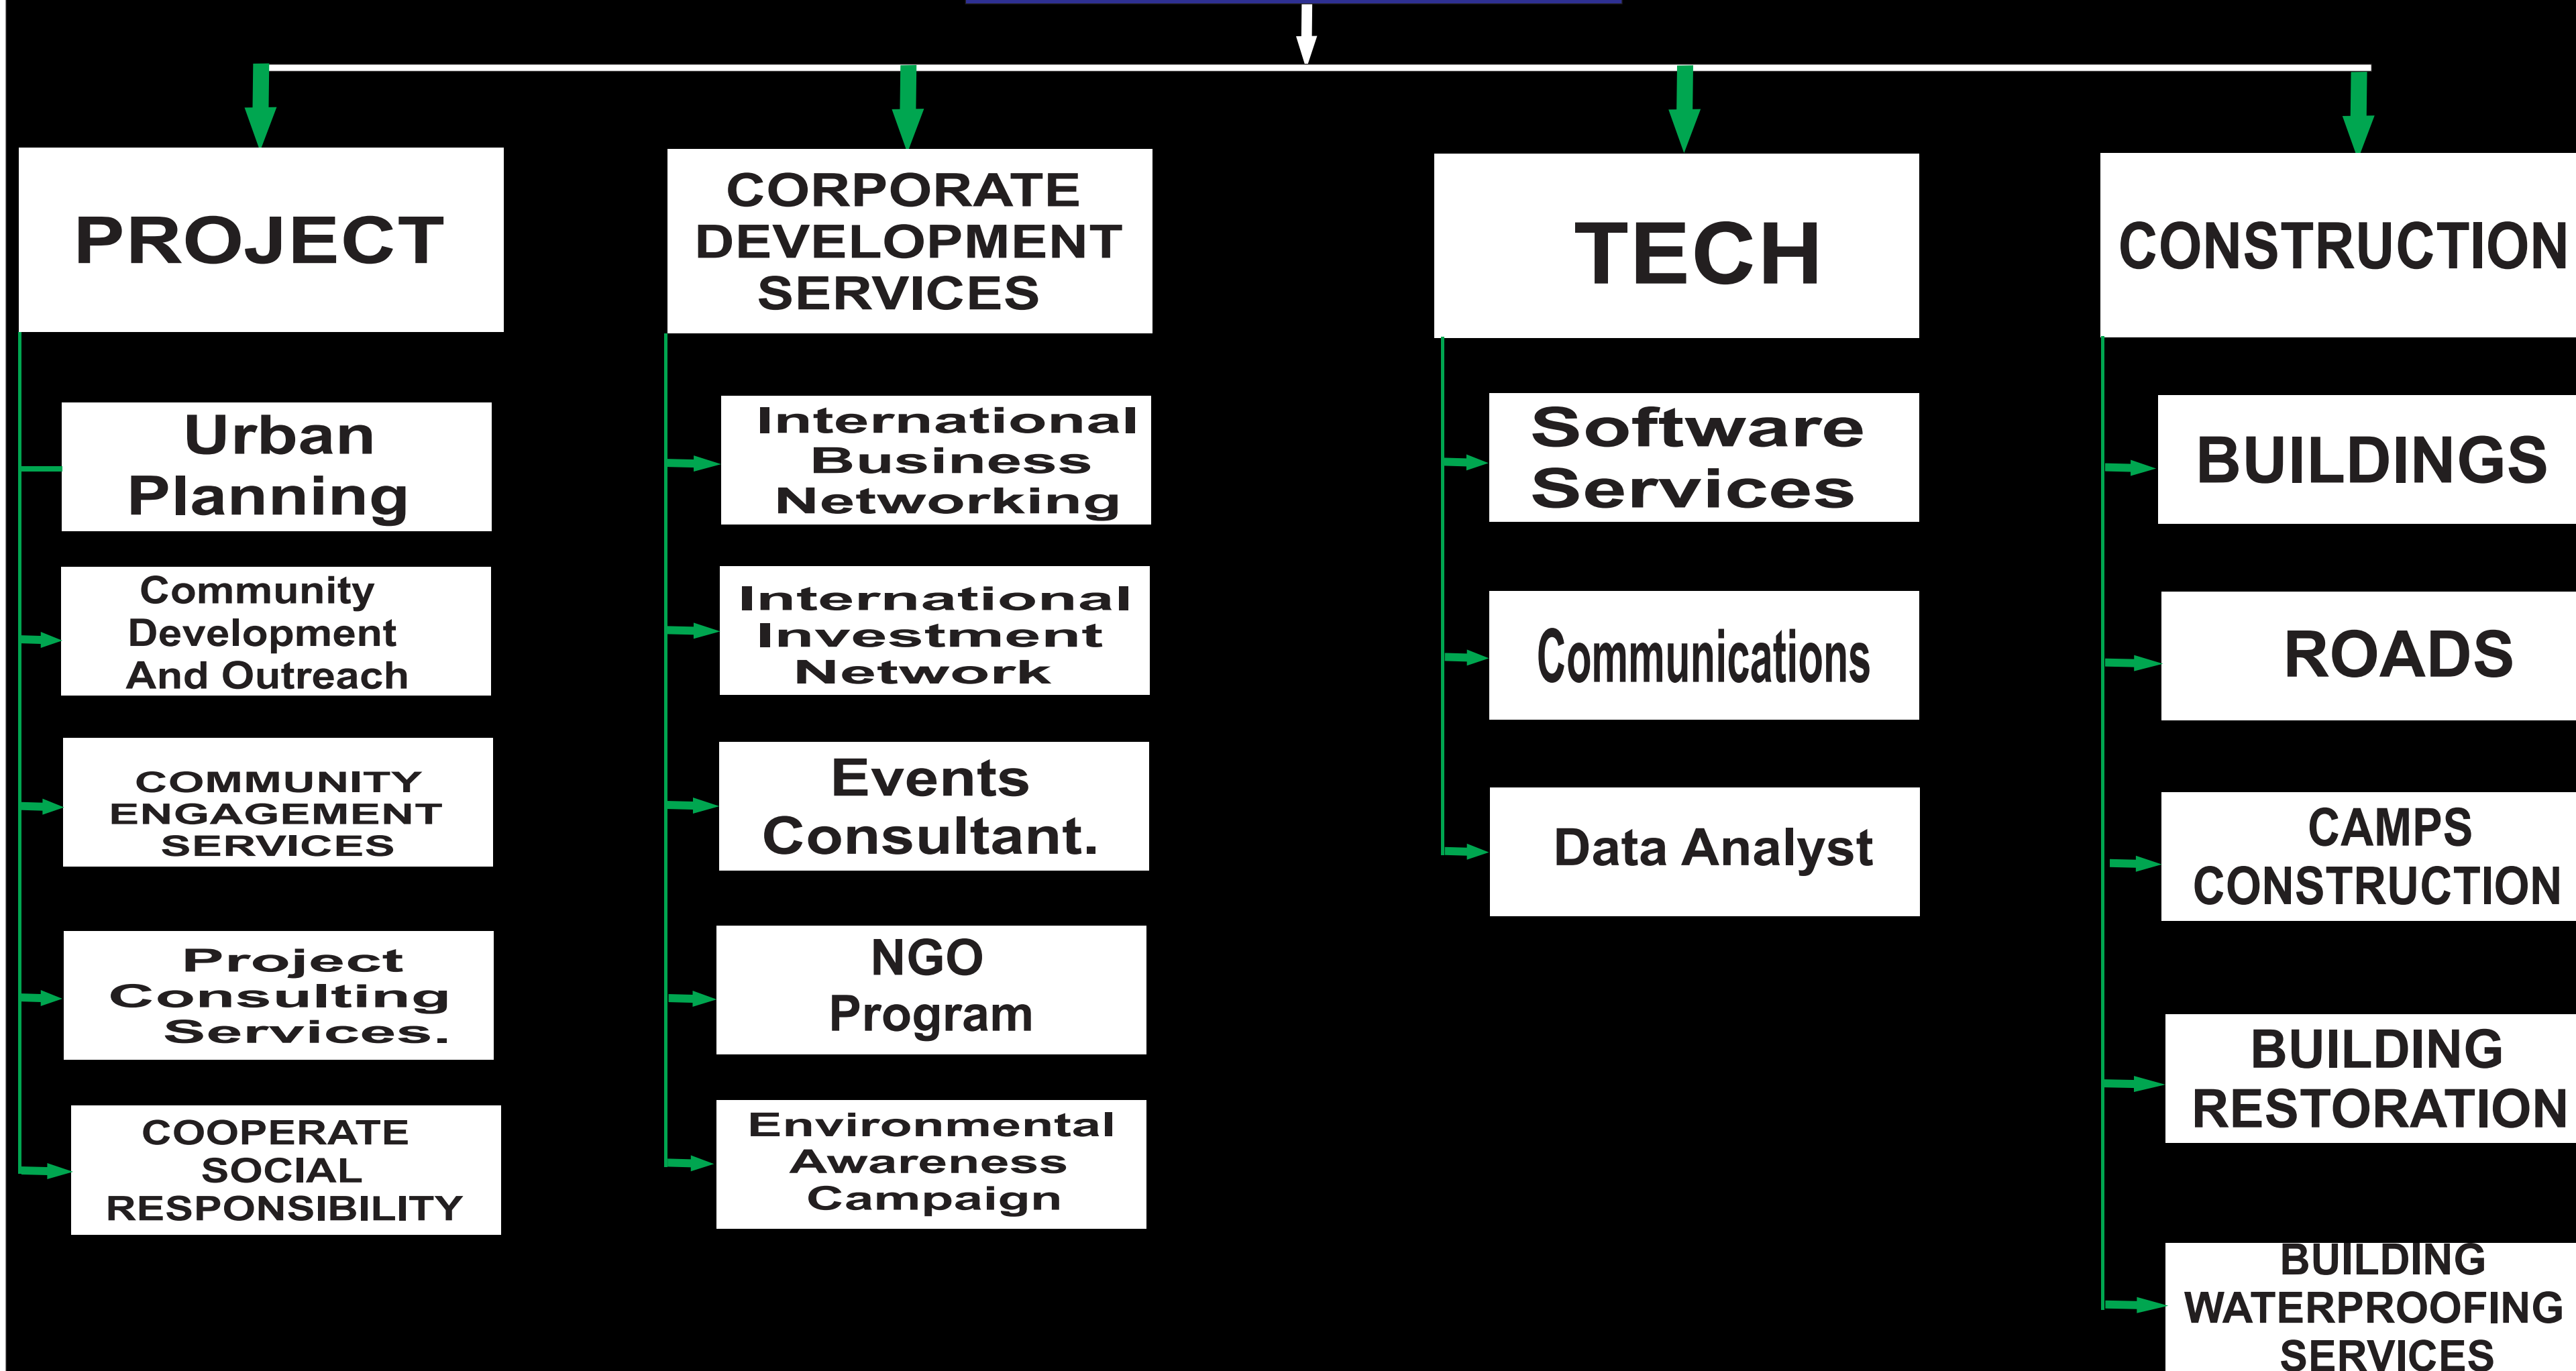 PROJECT
CORPORATE
DEVELOPMENT
SERVICES
TECH
CONSTRUCTION
Urban
Planning
Community
Development
And Outreach
COMMUNITY
ENGAGEMENT
SERVICES
Project
Consulting
Services.
COOPERATE
SOCIAL
RESPONSIBILITY
International
Business
Networking
International
Investment
Network
Events
Consultant.
NGO
Program
Environmental
Awareness
Campaign
Software
Services
Communications
Data Analyst
BUILDINGS
ROADS
CAMPS
CONSTRUCTION
BUILDING
RESTORATION
BUILDING
WATERPROOFING
SERVICES